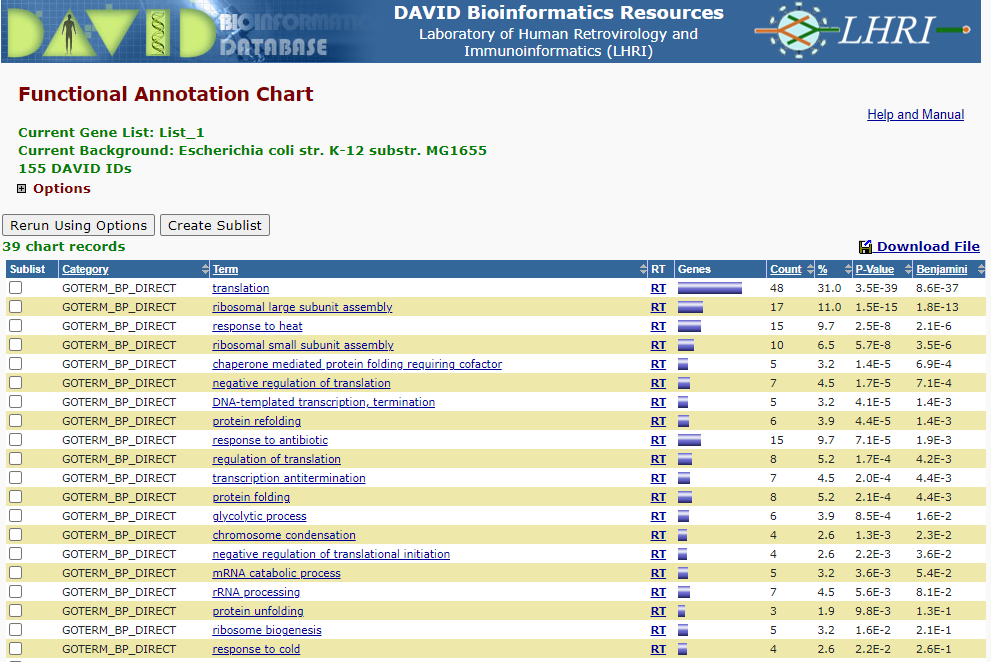 DAVID BIOINFORMATICS DATABASE
DAVID Bioinformatics Resources
Laboratory of Human Retrovirology and
Immunoinformatics (LHRI)
LHRI
Functional Annotation Chart
Help and Manual
Current Gene List: List_1
Current Background: Escherichia coli str. K-12 substr. MG1655
155 DAVID IDs
Options
Rerun Using Options Create Sublist
39 chart records Download File
Sublist Category Term RT Genes Count % P-Value Benjamini
GOTERM_BP_DIRECT translation RT 48 31.0 3.5E-39 8.6E-37
GOTERM_BP_DIRECT ribosomal large subunit assembly RT 17 11.0 1.5E-15 1.8E-13
GOTERM_BP_DIRECT response to heat RT 15 9.7 2.5E-8 2.1E-6
GOTERM_BP_DIRECT ribosomal small subunit assembly RT 10 6.5 5.7E-8 3.5E-6
GOTERM_BP_DIRECT chaperone mediated protein folding requiring cofactor RT 5 3.2 1.4E-5 6.9E-4
GOTERM_BP_DIRECT negative regulation of translation RT 7 4.5 1.7E-5 7.1E-4
GOTERM_BP_DIRECT DNA-templated transcription, termination RT 5 3.2 4.1E-5 1.4E-3
GOTERM_BP_DIRECT protein refolding RT 6 3.9 4.4E-5 1.4E-3
GOTERM_BP_DIRECT response to antibiotic RT 15 9.7 7.1E-5 1.9E-3
GOTERM_BP_DIRECT regulation of translation RT 8 5.2 1.7E-4 4.2E-3
GOTERM_BP_DIRECT transcription antitermination RT 7 4.5 2.0E-4 4.4E-3
GOTERM_BP_DIRECT protein folding RT 8 5.2 2.1E-4 4.4E-3
GOTERM_BP_DIRECT glycolytic process RT 6 3.9 8.5E-4 1.6E-2
GOTERM_BP_DIRECT chromosome condensation RT 4 2.6 1.3E-3 2.3E-2
GOTERM_BP_DIRECT negative regulation of translational initiation RT 4 2.6 2.2E-3 3.6E-2
GOTERM_BP_DIRECT mRNA catabolic process RT 5 3.2 3.6E-3 5.4E-2
GOTERM_BP_DIRECT rRNA processing RT 7 4.5 5.6E-3 8.1E-2
GOTERM_BP_DIRECT protein unfolding RT 3 1.9 9.8E-3 1.3E-1
GOTERM_BP_DIRECT ribosome biogenesis RT 5 3.2 1.6E-2 2.1E-1
GOTERM_BP_DIRECT response to cold RT 4 2.6 2.2E-2 2.6E-1